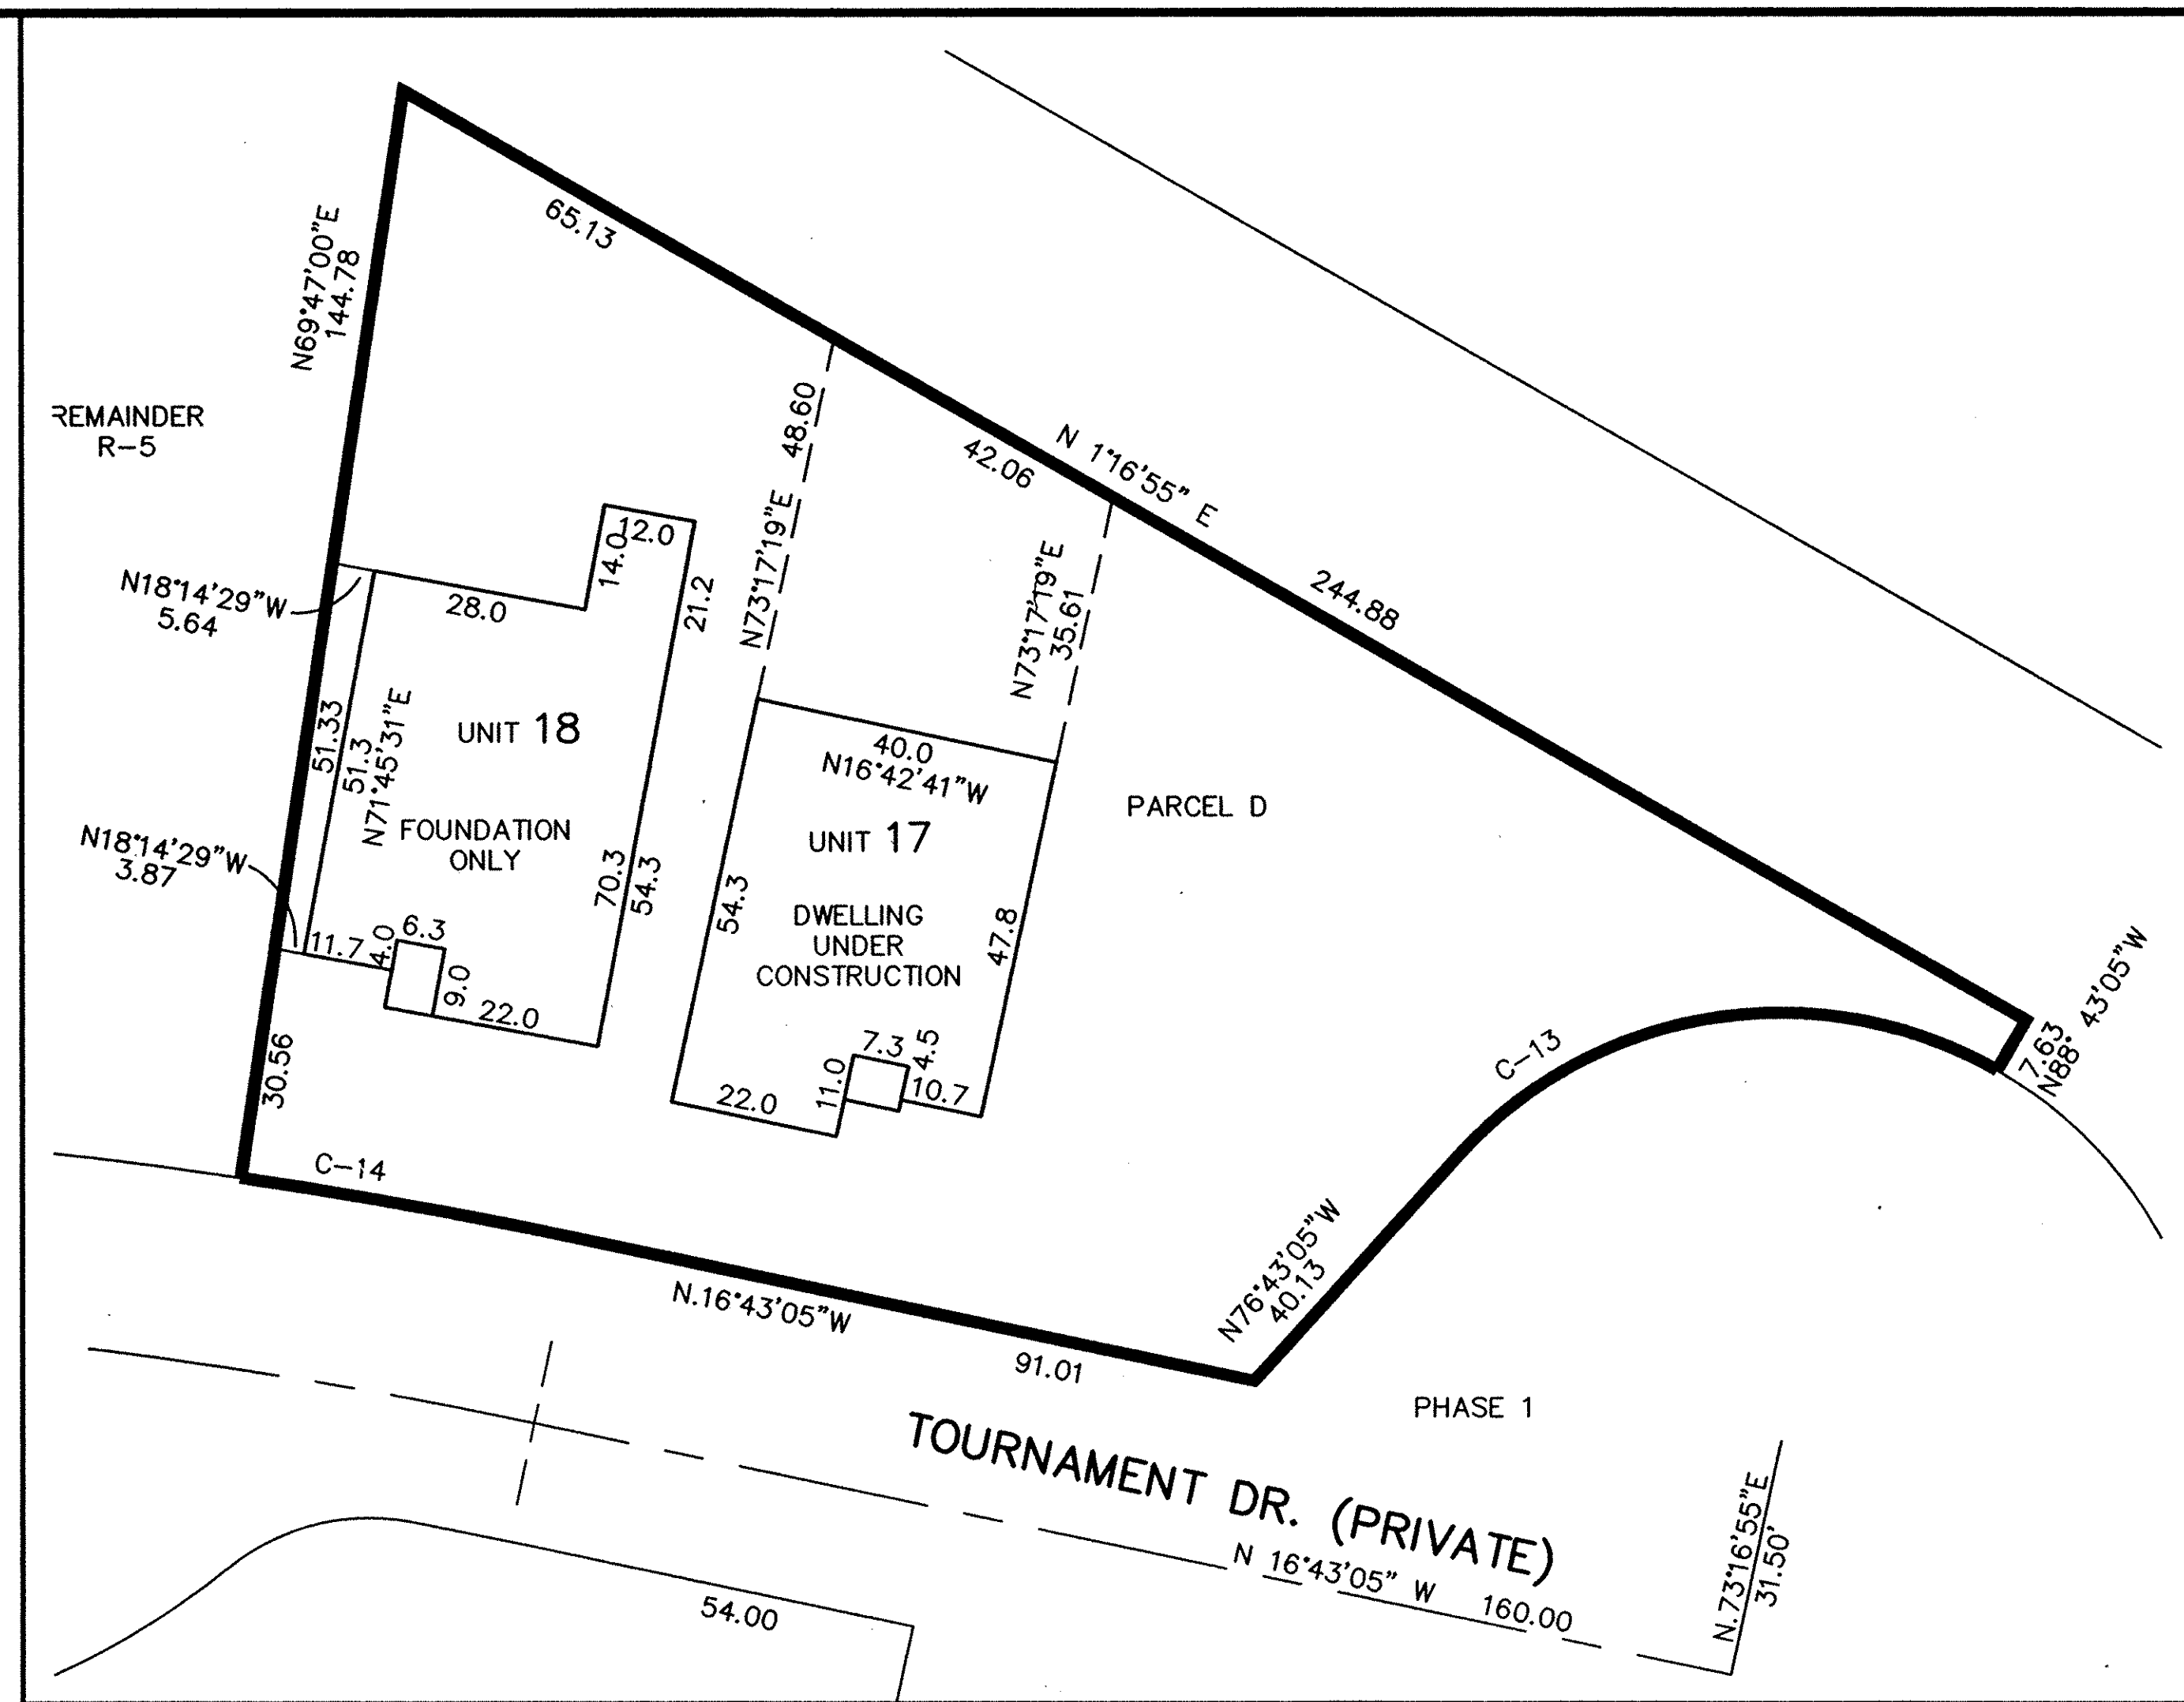 65.13
N69°47'00"E
144.78
REMAINDER
R-5
48.60
N73°17'19"E
42.06
N 1°16'55" E
12.0
14.0
28.0
21.2
N73°17'19"E
35.61
244.88
N18°14'29"W
5.64
51.33
51.3
N71°45'31"E
UNIT 18
FOUNDATION
ONLY
70.3
54.3
40.0
N16°42'41"W
UNIT 17
DWELLING
UNDER
CONSTRUCTION
54.3
47.8
PARCEL D
N18°14'29"W
3.87
11.7
4.0
6.3
9.0
22.0
30.56
7.3
4.5
11.0
10.7
22.0
C-13
7.63
N88° 43'05"W
C-14
N.16°43'05"W
91.01
N76°43'05"W
40.13
PHASE 1
TOURNAMENT DR. (PRIVATE)
N 16°43'05" W 160.00
N.73°16'55"E
31.50'
54.00